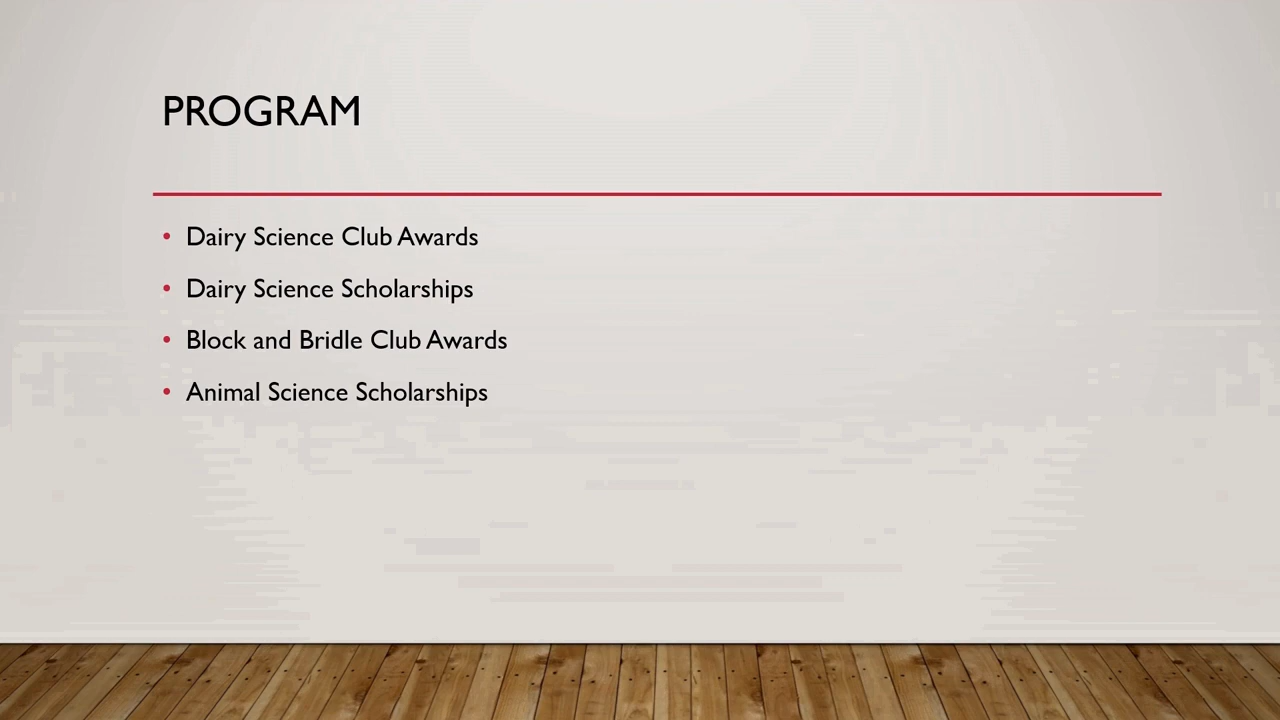 PROGRAM
• Dairy Science Club Awards
• Dairy Science Scholarships
• Block and Bridle Club Awards
• Animal Science Scholarships